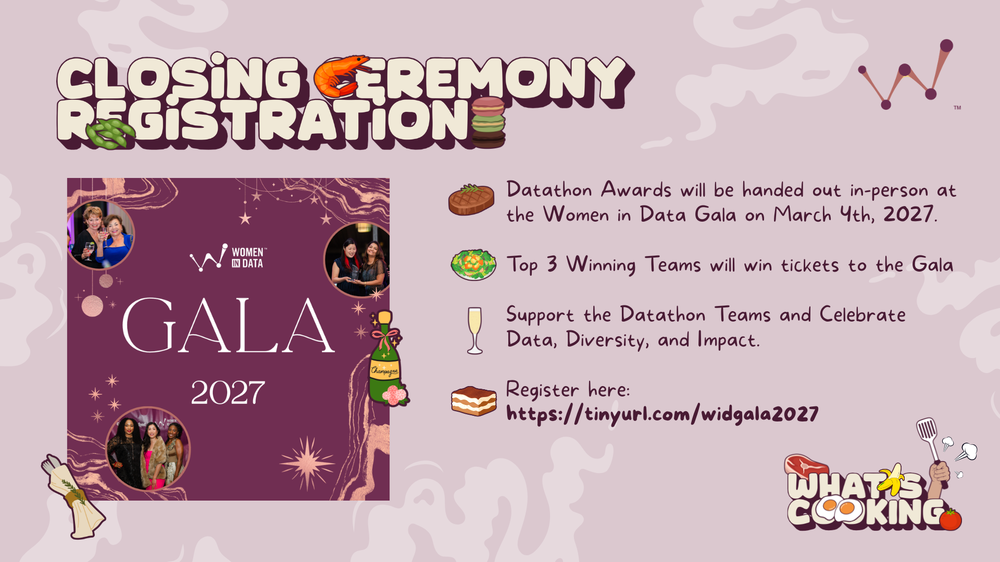 CLOSING CEREMONY
REGISTRATION
TM
WOMEN™
IN DATA
GALA
2027
Champagne
Datathon Awards will be handed out in-person at
the Women in Data Gala on March 4th, 2027.
Top 3 Winning Teams will win tickets to the Gala
Support the Datathon Teams and Celebrate
Data, Diversity, and Impact.
Register here:
https://tinyurl.com/widgala2027
WHAT'S
COOKING